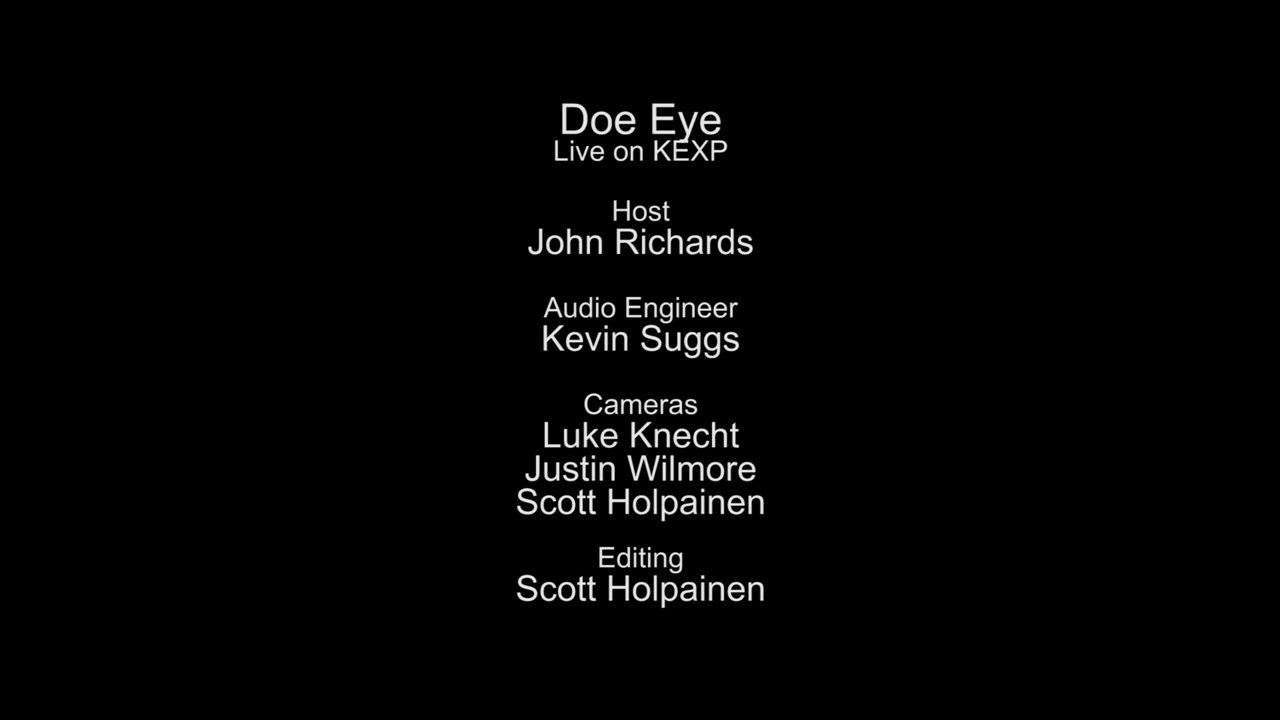 Doe Eye
Live on KEXP
Host
John Richards
Audio Engineer
Kevin Suggs
Cameras
Luke Knecht
Justin Wilmore
Scott Holpainen
Editing
Scott Holpainen